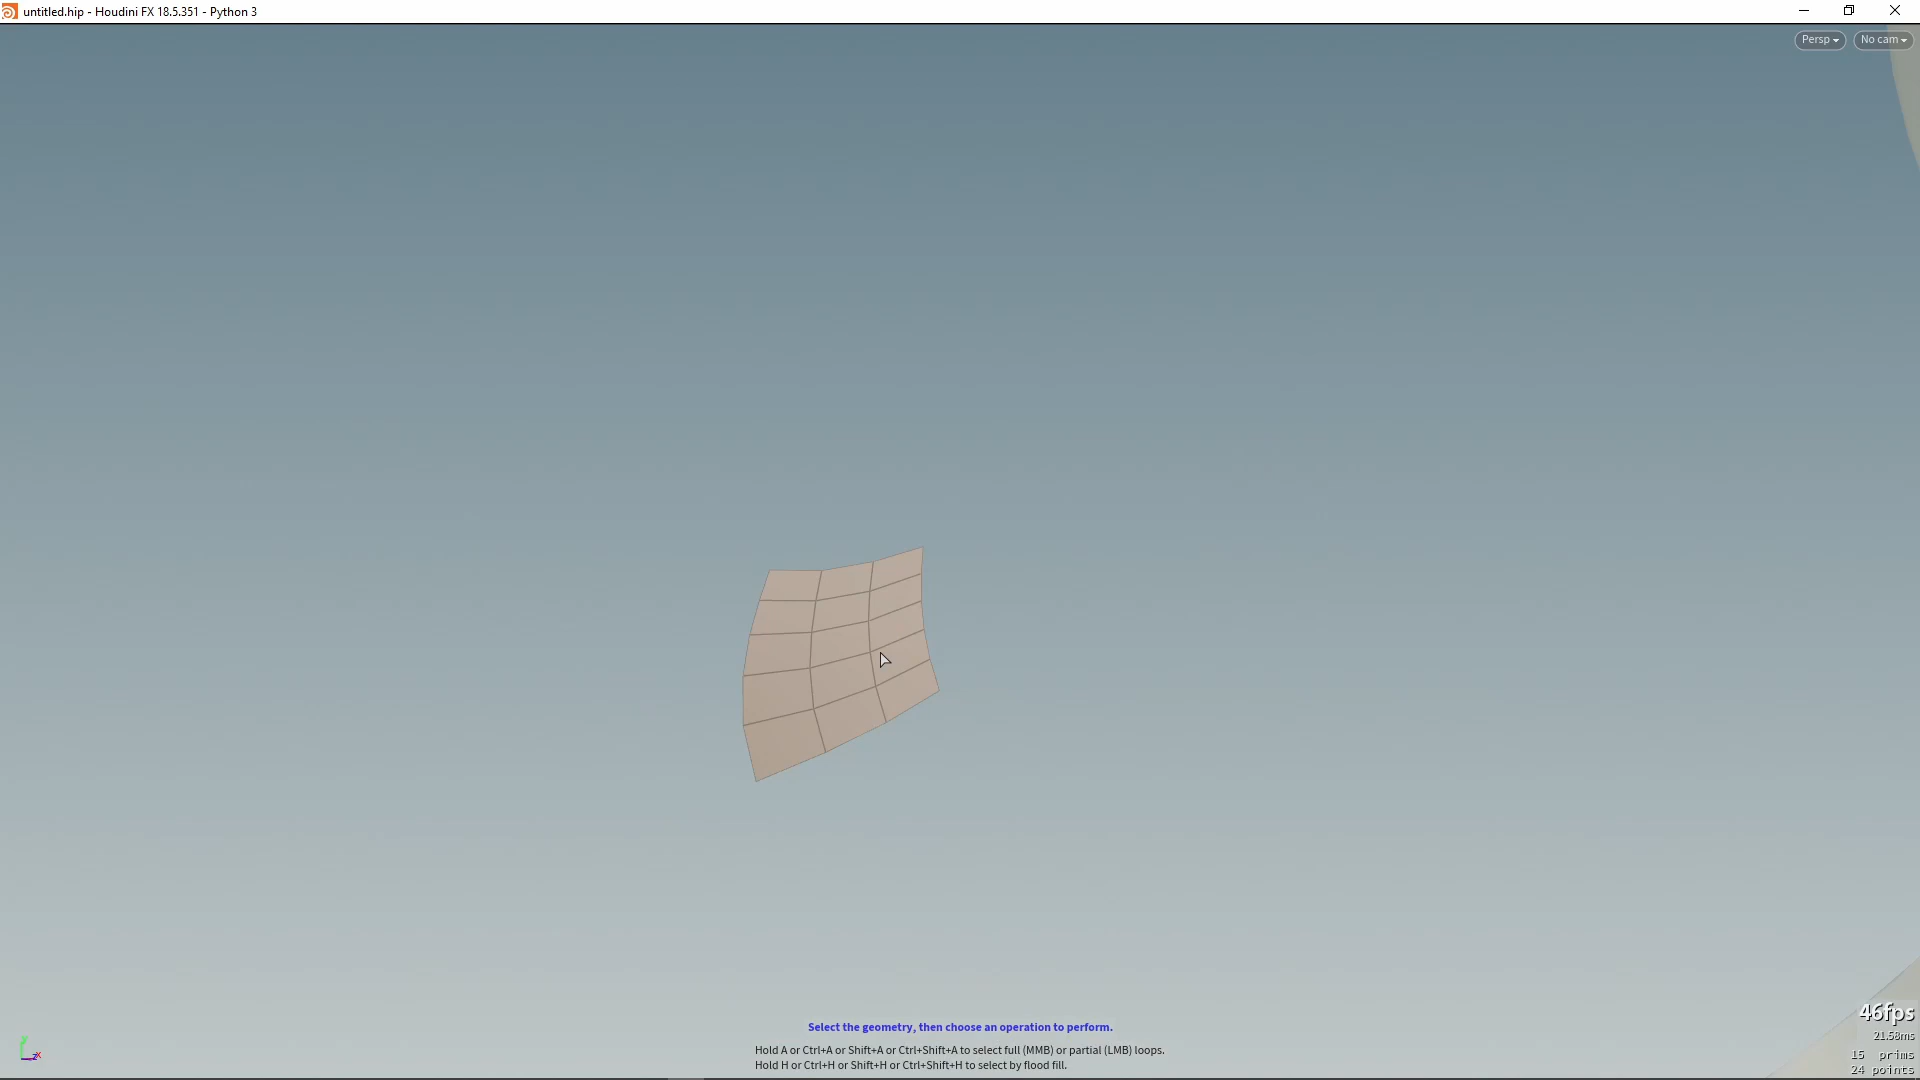 untitled.hip - Houdini FX 18.5.351 - Python 3
Persp No cam
Select the geometry, then choose an operation to perform.
Hold A or Ctrl+A or Shift+A or Ctrl+Shift+A to select full (MMB) or partial (LMB) loops.
Hold H or Ctrl+H or Shift+H or Ctrl+Shift+H to select by flood fill.
46fps
21.58ms
15 prims
24 points